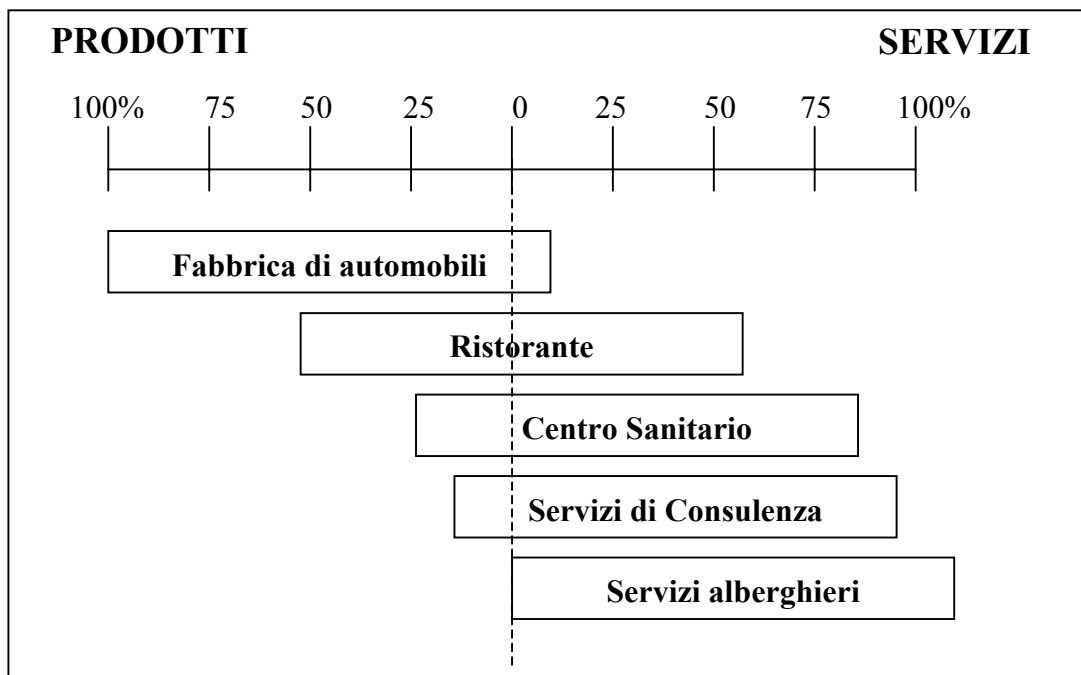 PRODOTTI SERVIZI
100% 75 50 25 0 25 50 75 100%
Fabbrica di automobili
Ristorante
Centro Sanitario
Servizi di Consulenza
Servizi alberghieri